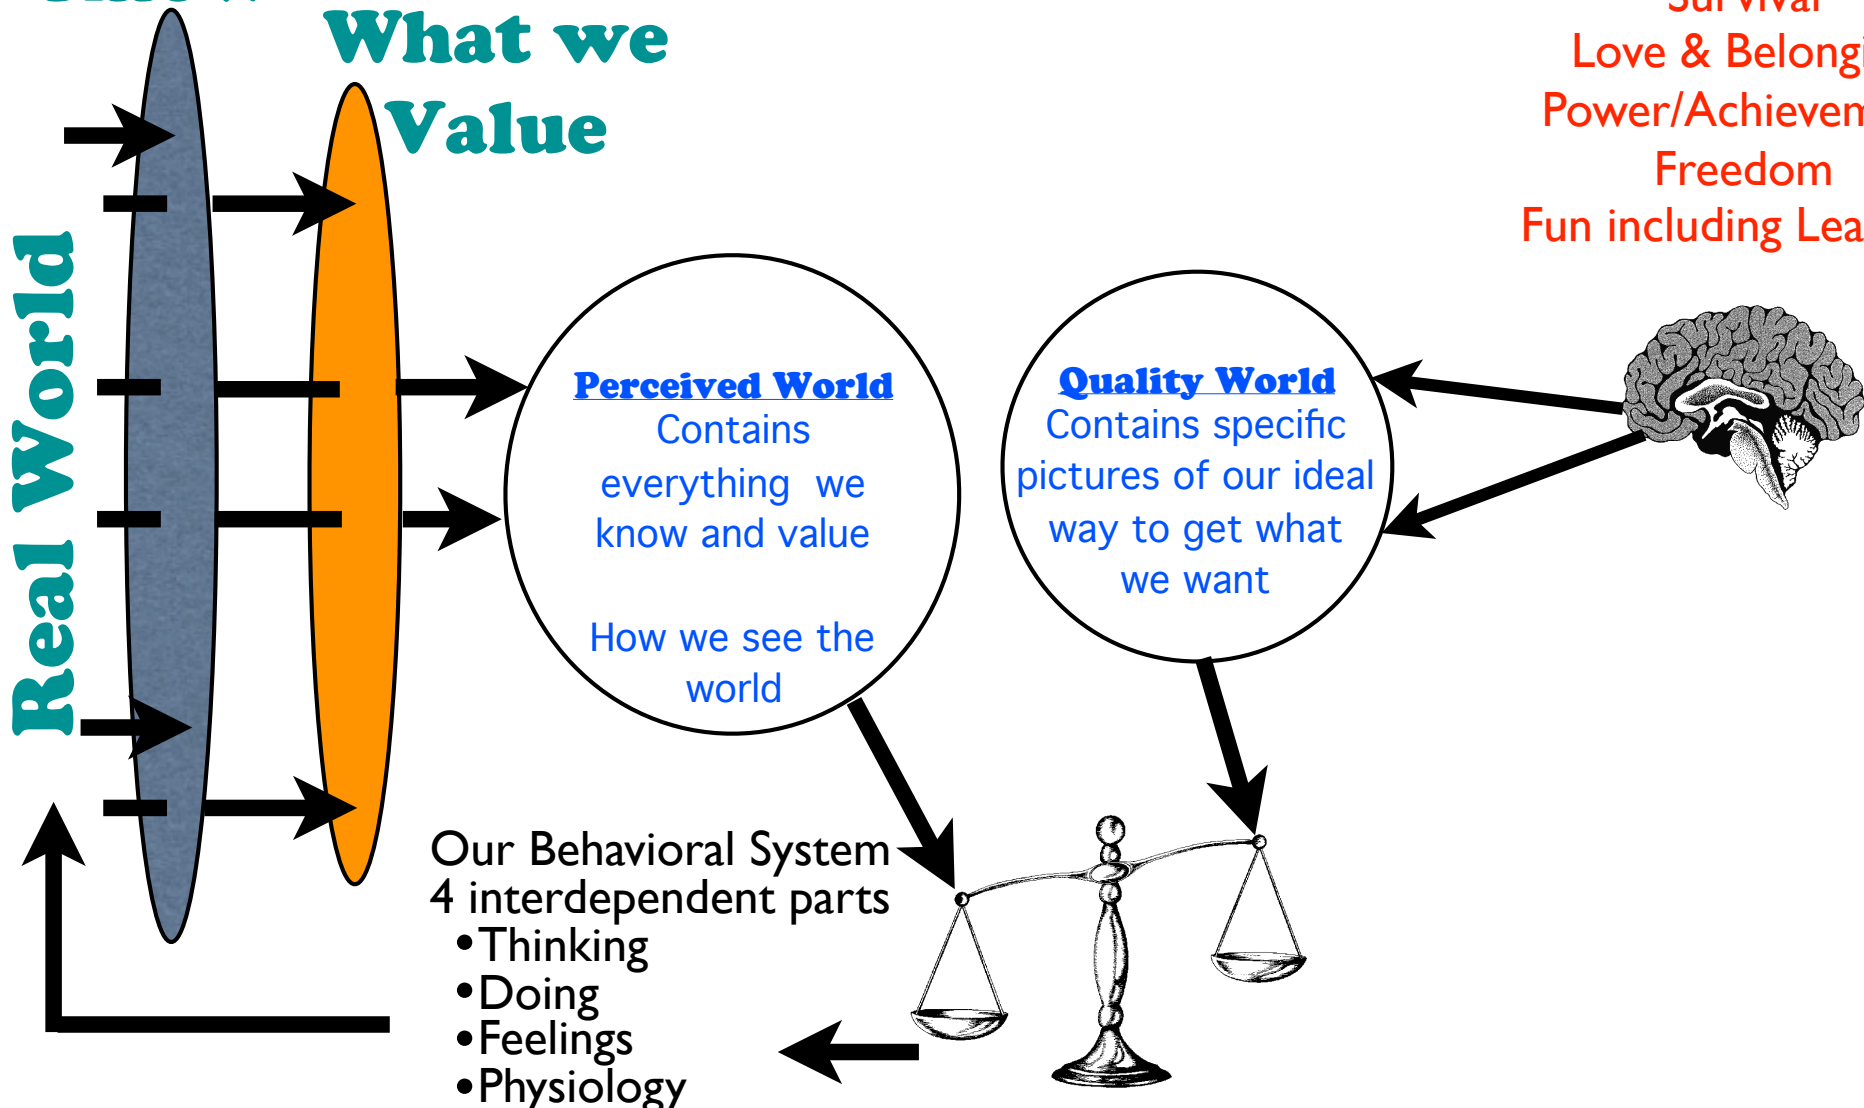 What we
Value
Survival
Love & Belongi
Power/Achievem
Freedom
Fun including Lea
Real World
Perceived World
Contains
everything we
know and value
How we see the
world
Quality World
Contains specific
pictures of our ideal
way to get what
we want
Our Behavioral System
4 interdependent parts
•Thinking
•Doing
•Feelings
•Physiology